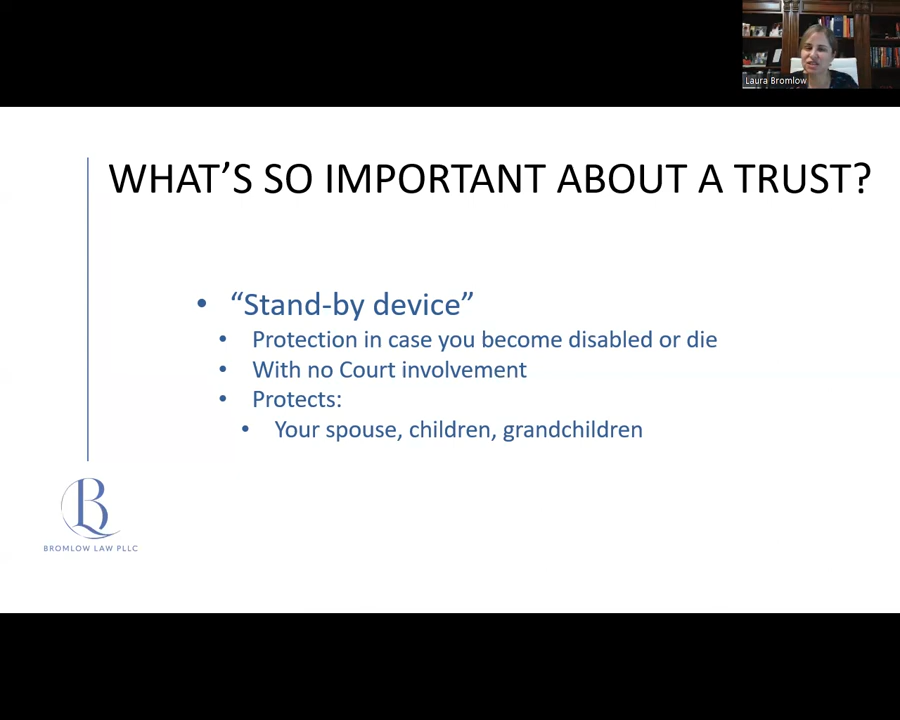 Laura Bromlow
WHAT’S SO IMPORTANT ABOUT A TRUST?
• “Stand-by device”
• Protection in case you become disabled or die
• With no Court involvement
• Protects:
• Your spouse, children, grandchildren
BROMLOW LAW PLLC